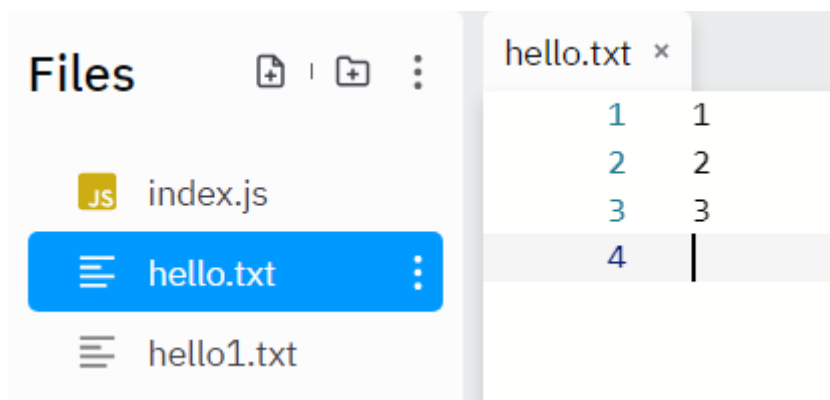 Files
JS index.js
hello.txt
hello1.txt
hello.txt ×
1 1
2 2
3 3
4